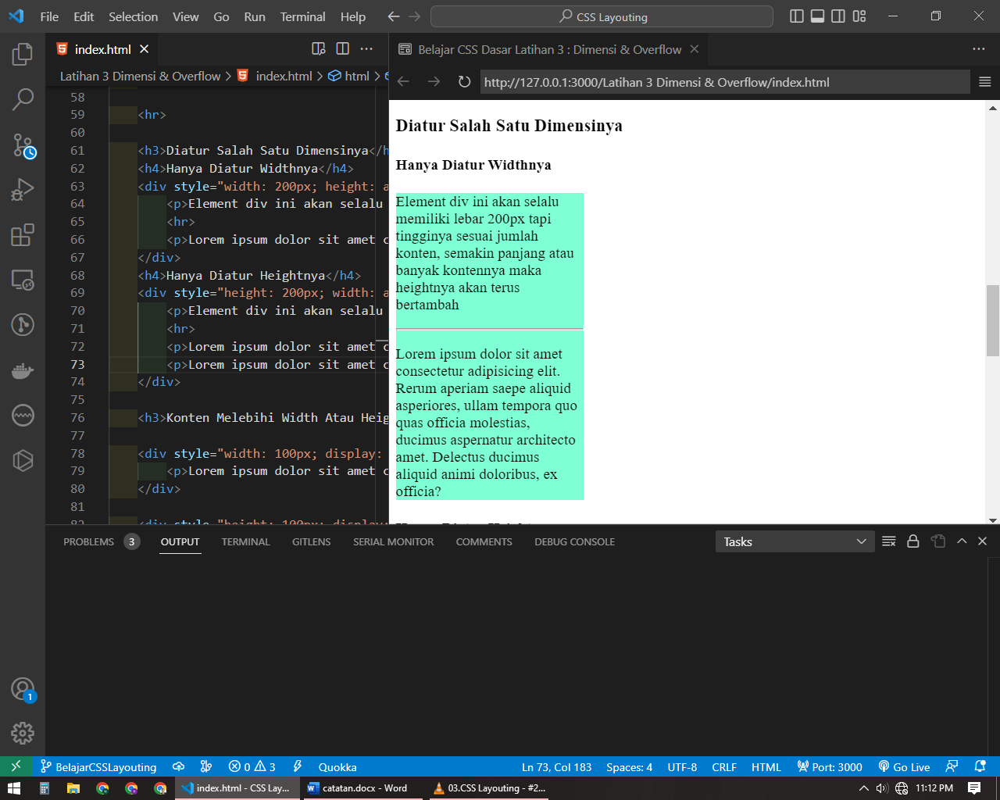 File Edit Selection View Go Run Terminal Help
CSS Layouting
index.html
Latihan 3 Dimensi & Overflow > index.html > html >
58
59 <hr>
60
61 <h3>Diatur Salah Satu Dimensinya</h
62 <h4>Hanya Diatur Widthnya</h4>
63 <div style="width: 200px; height: a
64 <p>Element div ini akan selalu
65 <hr>
66 <p>Lorem ipsum dolor sit amet c
67 </div>
68 <h4>Hanya Diatur Heightnya</h4>
69 <div style="height: 200px; width: a
70 <p>Element div ini akan selalu
71 <hr>
72 <p>Lorem ipsum dolor sit amet c
73 <p>Lorem ipsum dolor sit amet c
74 </div>
75
76 <h3>Konten Melebihi Width Atau Heig
77
78 <div style="width: 100px; display:
79 <p>Lorem ipsum dolor sit amet c
80 </div>
81
82 <div style="height: 100px; display:
Belajar CSS Dasar Latihan 3 : Dimensi & Overflow
http://127.0.0.1:3000/Latihan 3 Dimensi & Overflow/index.html
Diatur Salah Satu Dimensinya
Hanya Diatur Widthnya
Element div ini akan selalu
memiliki lebar 200px tapi
tingginya sesuai jumlah
konten, semakin panjang atau
banyak kontennya maka
heightnya akan terus
bertambah
Lorem ipsum dolor sit amet
consectetur adipisicing elit.
Rerum aperiam saepe aliquid
asperiores, ullam tempora quo
quas officia molestias,
ducimus aspernatur architecto
amet. Delectus ducimus
aliquid animi doloribus, ex
officia?
PROBLEMS 3 OUTPUT TERMINAL GITLENS SERIAL MONITOR COMMENTS DEBUG CONSOLE
Tasks
1
BelajarCSSLayouting 0 3 Quokka Ln 73, Col 183 Spaces: 4 UTF-8 CRLF HTML Port: 3000 Go Live
index.html - CSS Lay... catatan.docx - Word 03.CSS Layouting - #2... 11:12 PM